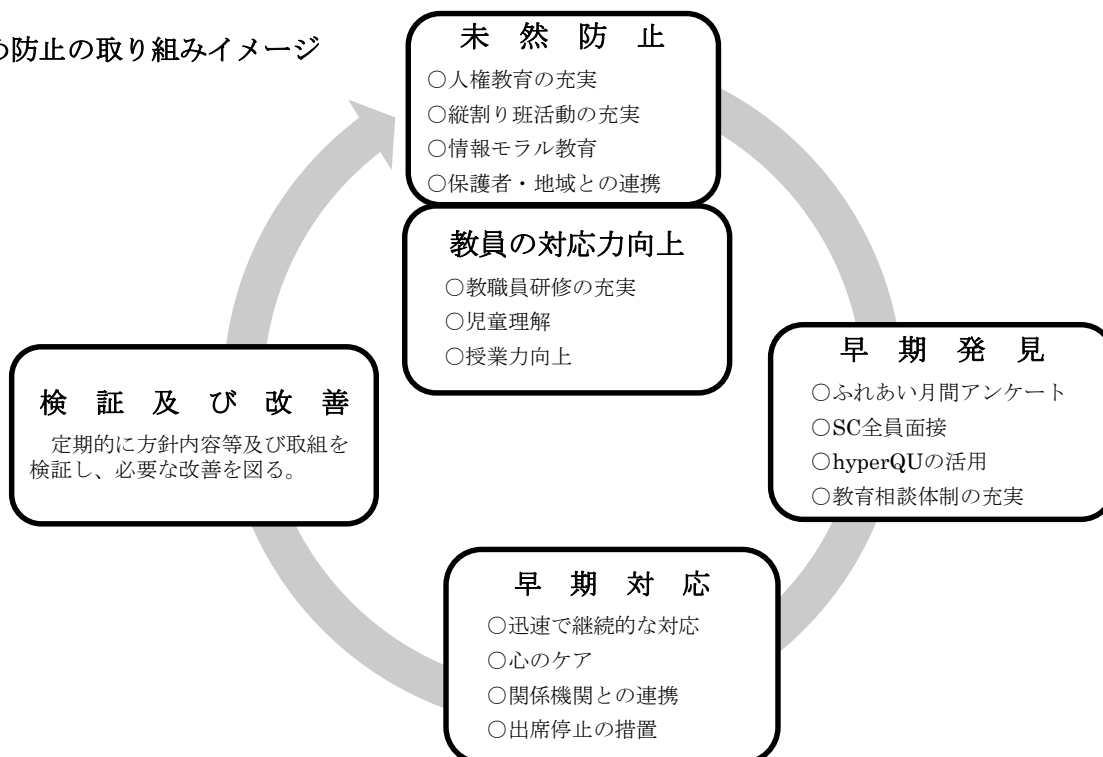 防止の取り組みイメージ
未然防止
○人権教育の充実
○縦割り班活動の充実
○情報モラル教育
○保護者・地域との連携
教員の対応力向上
○教職員研修の充実
○児童理解
○授業力向上
早期発見
○ふれあい月間アンケート
○SC全員面接
○hyperQUの活用
○教育相談体制の充実
早期対応
○迅速で継続的な対応
○心のケア
○関係機関との連携
○出席停止の措置
検証及び改善
定期的に方針内容等及び取組を
検証し、必要な改善を図る。